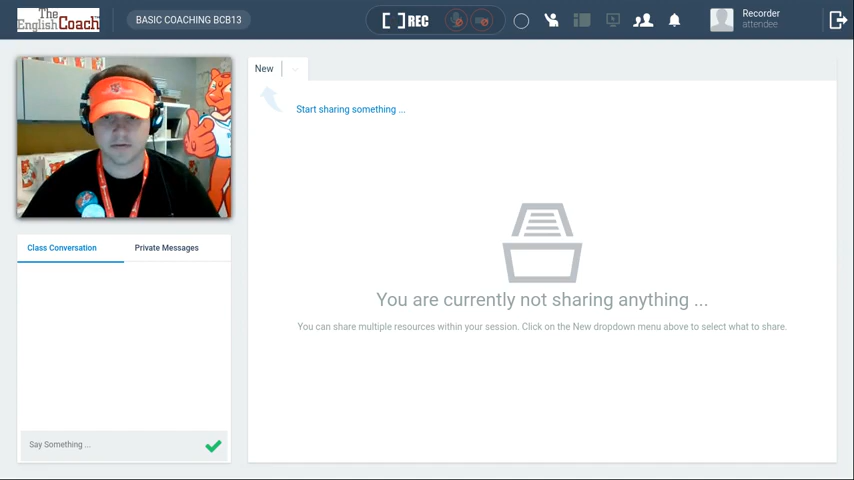 The
EnglishCoach
BASIC COACHING BCB13
REC
Recorder
attendee
New
Start sharing something ...
Class Conversation
Private Messages
You are currently not sharing anything ...
You can share multiple resources within your session. Click on the New dropdown menu above to select what to share.
Say Something ...